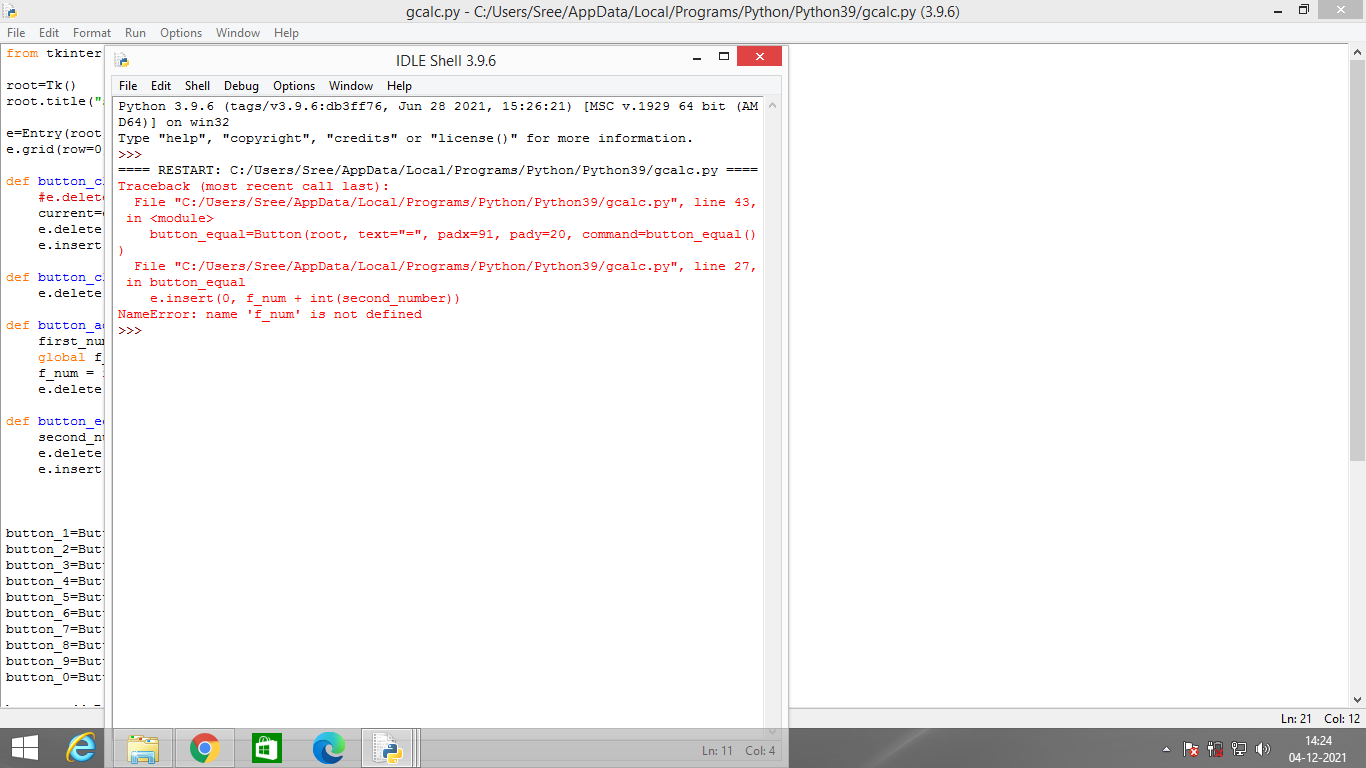 gcalc.py - C:/Users/Sree/AppData/Local/Programs/Python/Python39/gcalc.py (3.9.6)
File Edit Format Run Options Window Help
from tkinter
root=Tk()
root.title("
e=Entry(root
e.grid(row=0
def button_c
#e.delete
current=
e.delete
e.insert
def button_c
e.delete
def button_a
first_nu
global f_
f_num =
e.delete
def button_e
second_n
e.delete
e.insert
button_1=But
button_2=But
button_3=But
button_4=But
button_5=But
button_6=But
button_7=But
button_8=But
button_9=But
button_0=But
IDLE Shell 3.9.6
File Edit Shell Debug Options Window Help
Python 3.9.6 (tags/v3.9.6:db3ff76, Jun 28 2021, 15:26:21) [MSC v.1929 64 bit (AM
D64)] on win32
Type "help", "copyright", "credits" or "license()" for more information.
>>>
==== RESTART: C:/Users/Sree/AppData/Local/Programs/Python/Python39/gcalc.py ====
Traceback (most recent call last):
File "C:/Users/Sree/AppData/Local/Programs/Python/Python39/gcalc.py", line 43,
in <module>
button_equal=Button(root, text="=", padx=91, pady=20, command=button_equal()
)
File "C:/Users/Sree/AppData/Local/Programs/Python/Python39/gcalc.py", line 27,
in button_equal
e.insert(0, f_num + int(second_number))
NameError: name 'f_num' is not defined
>>>
Ln: 21 Col: 12
Ln: 11 Col: 4
14:24
04-12-2021